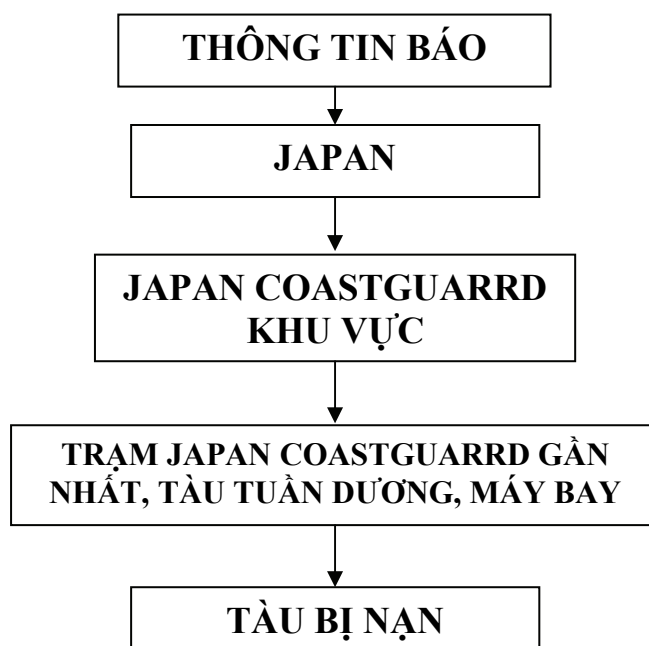 THÔNG TIN BÁO
JAPAN
JAPAN COASTGUARRD
KHU VỰC
TRẠM JAPAN COASTGUARRD GẦN
NHẤT, TÀU TUẦN DƯƠNG, MÁY BAY
TÀU BỊ NẠN